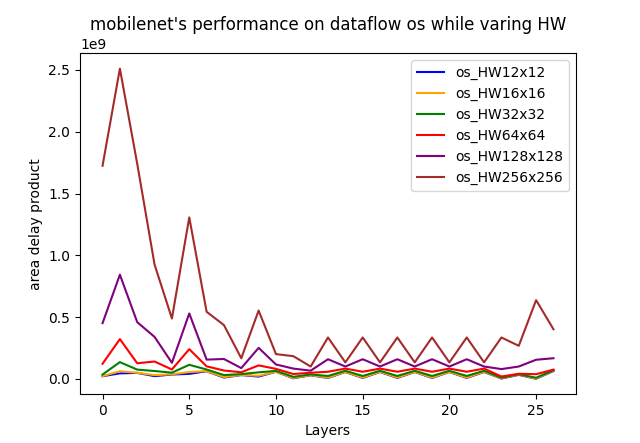 mobilenet's performance on dataflow os while varing HW
1e9
os_HW12x12
os_HW16x16
os_HW32x32
os_HW64x64
os_HW128x128
os_HW256x256
area delay product
2.5
2.0
1.5
1.0
0.5
0.0
0 5 10 15 20 25
Layers